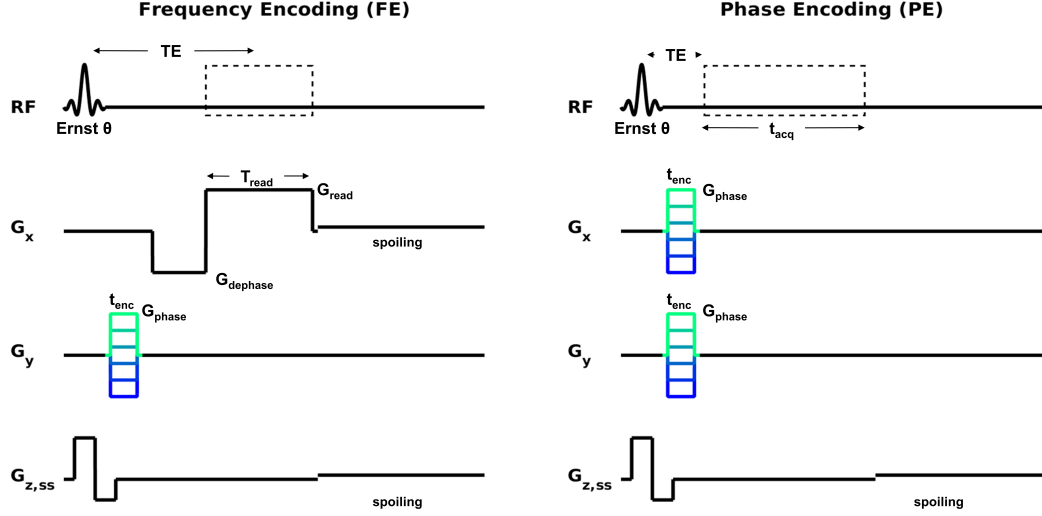 Frequency Encoding (FE)
TE
RF
Ernst θ
T_read
G_read
G_x
spoiling
G_dephase
t_enc
G_phase
G_y
G_z,ss
spoiling
Phase Encoding (PE)
TE
RF
Ernst θ
t_acq
t_enc
G_phase
G_x
t_enc
G_phase
G_y
G_z,ss
spoiling